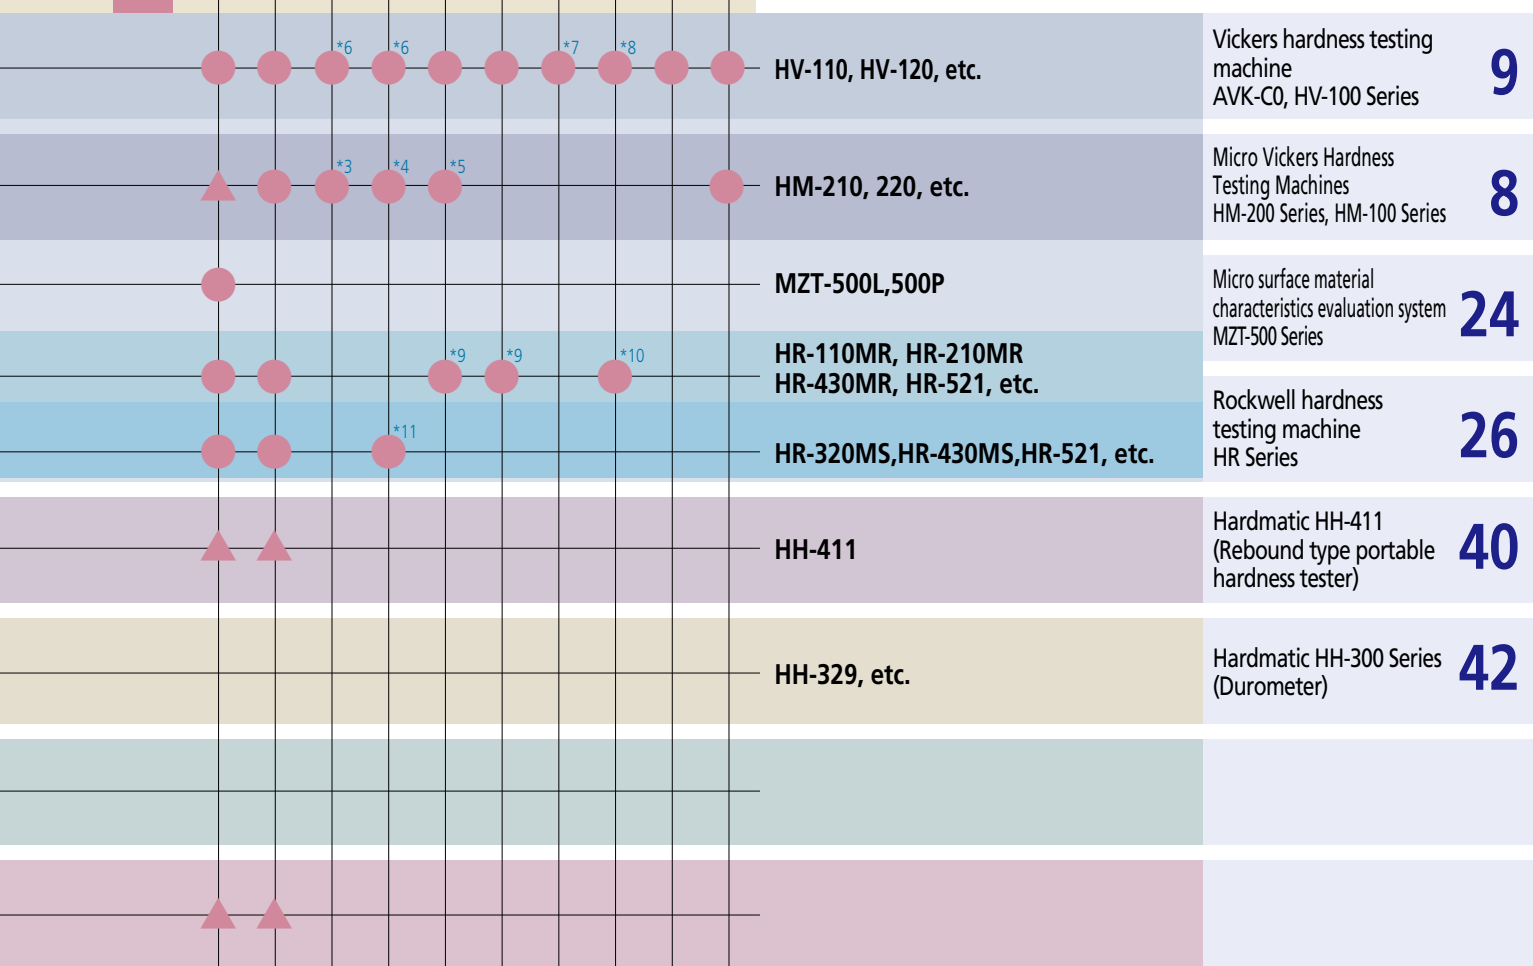 *6 *6 *7 *8
HV-110, HV-120, etc.
Vickers hardness testing
machine
AVK-C0, HV-100 Series
9
*3 *4 *5
HM-210, 220, etc.
Micro Vickers Hardness
Testing Machines
HM-200 Series, HM-100 Series
8
MZT-500L,500P
Micro surface material
characteristics evaluation system
MZT-500 Series
24
*9 *9 *10
HR-110MR, HR-210MR
HR-430MR, HR-521, etc.
*11
HR-320MS,HR-430MS,HR-521, etc.
Rockwell hardness
testing machine
HR Series
26
HH-411
Hardmatic HH-411
(Rebound type portable
hardness tester)
40
HH-329, etc.
Hardmatic HH-300 Series
(Durometer)
42